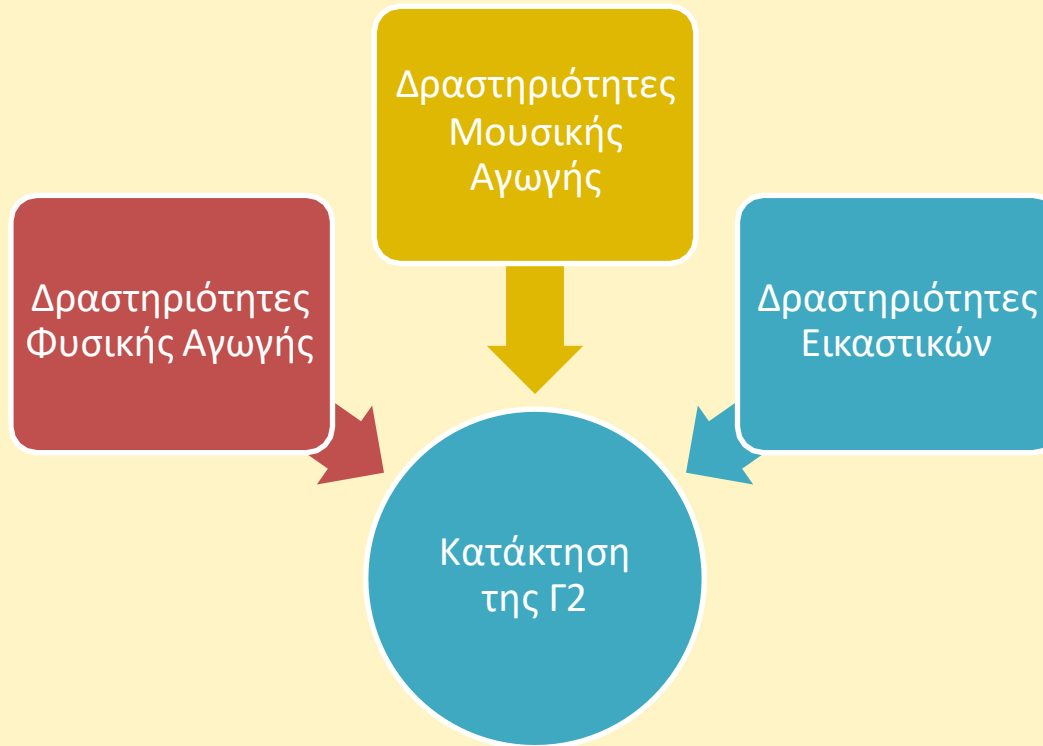 Δραστηριότητες
Μουσικής
Αγωγής
Δραστηριότητες
Φυσικής Αγωγής
Δραστηριότητες
Εικαστικών
Κατάκτηση
της Γ2